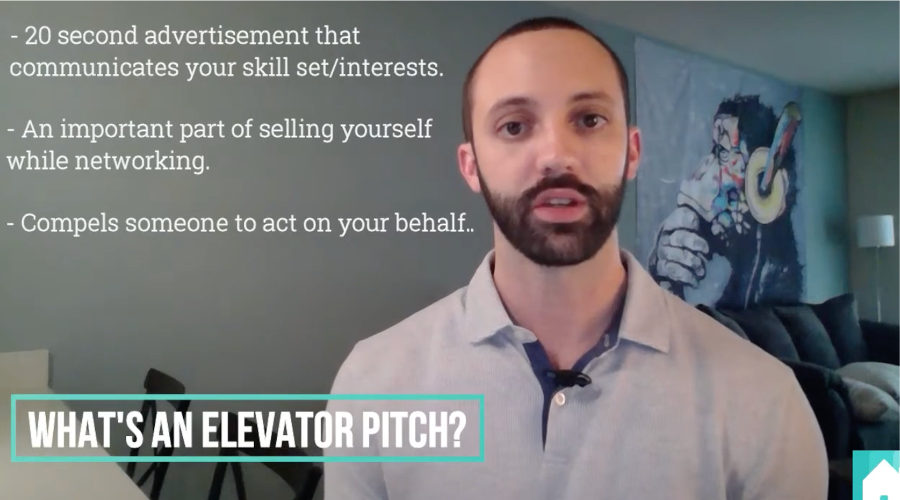 - 20 second advertisement that
communicates your skill set/interests.
- An important part of selling yourself
while networking.
- Compels someone to act on your behalf..
WHAT'S AN ELEVATOR PITCH?